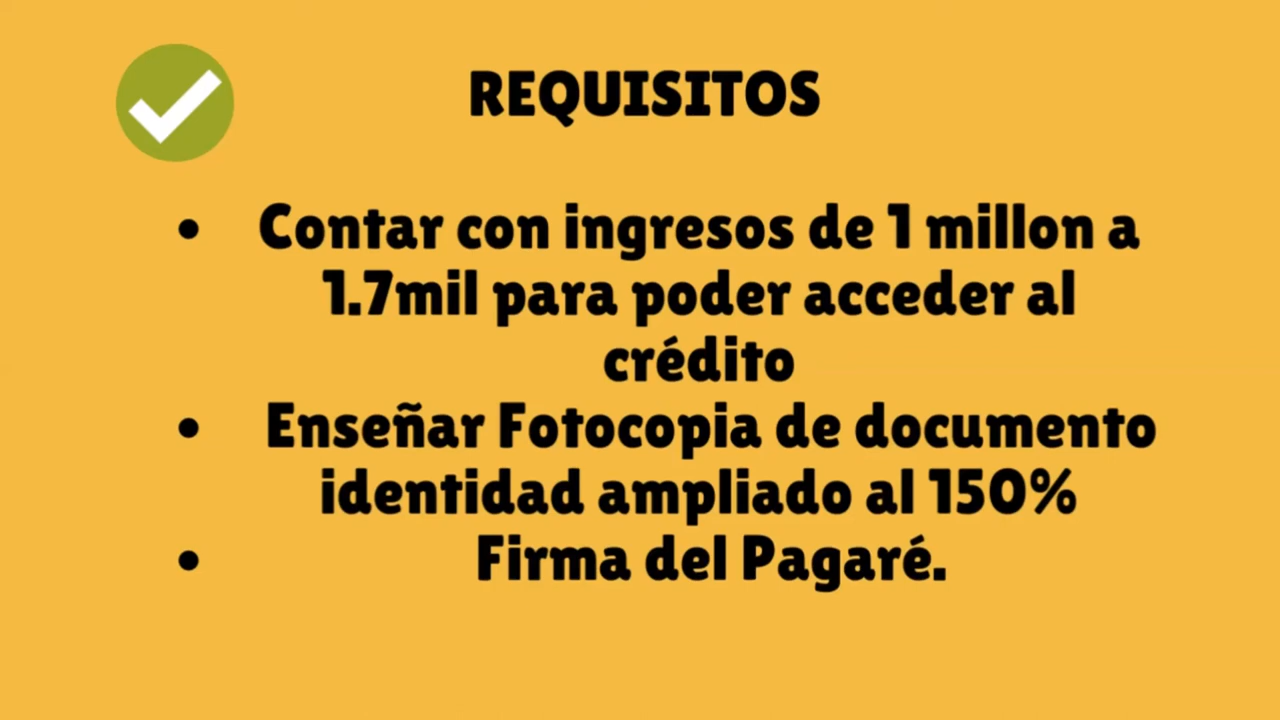 REQUISITOS
• Contar con ingresos de 1 millon a
1.7mil para poder acceder al
crédito
• Enseñar Fotocopia de documento
identidad ampliado al 150%
• Firma del Pagaré.